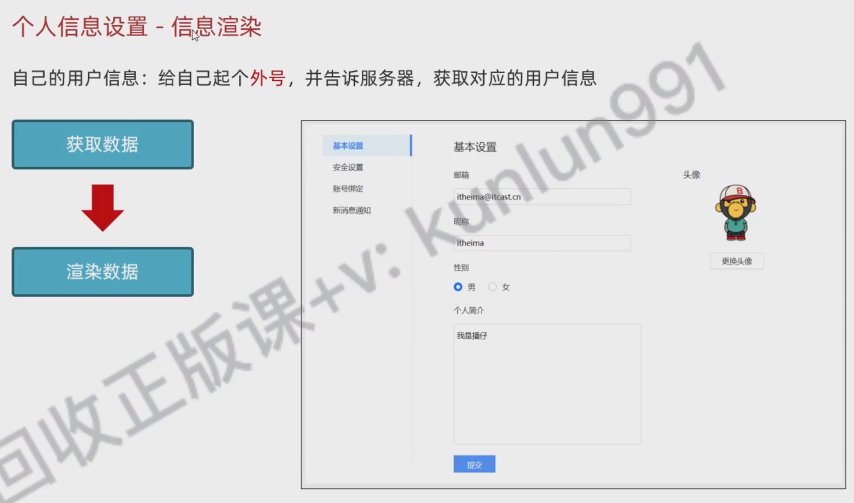 个人信息设置 - 信息渲染
自己的用户信息：给自己起个外号，并告诉服务器，获取对应的用户信息
获取数据
渲染数据
基本设置
安全设置
账号绑定
新消息通知
基本设置
邮箱
itheima@itcast.cn
昵称
itheima
性别
男 女
个人简介
我是播仔
提交
头像
B
更换头像
回收正版课+v: kunlun991